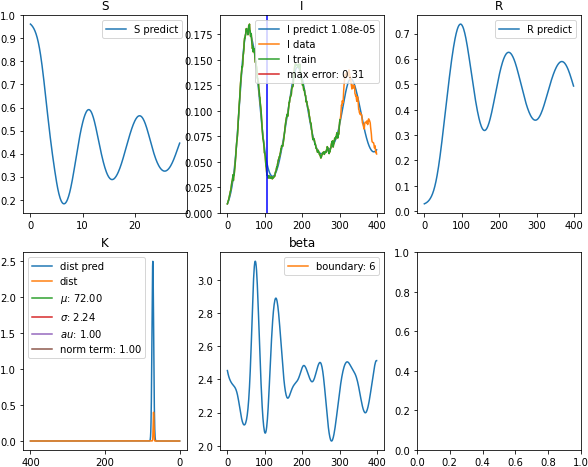 S
I
R
S predict
I predict 1.08e-05
I data
I train
max error: 0.31
R predict
1.0
0.9
0.8
0.7
0.6
0.5
0.4
0.3
0.2
0 10 20
0.175
0.150
0.125
0.100
0.075
0.050
0.025
0.000
0 100 200 300 400
0.8
0.7
0.6
0.5
0.4
0.3
0.2
0.1
0.0
0 100 200 300 400
K
beta
dist pred
dist
μ: 72.00
σ: 2.24
au: 1.00
norm term: 1.00
boundary: 6
2.5
2.0
1.5
1.0
0.5
0.0
400 200 0
3.0
2.8
2.6
2.4
2.2
2.0
0 100 200 300 400
1.0
0.8
0.6
0.4
0.2
0.0
0.0 0.2 0.4 0.6 0.8 1.0